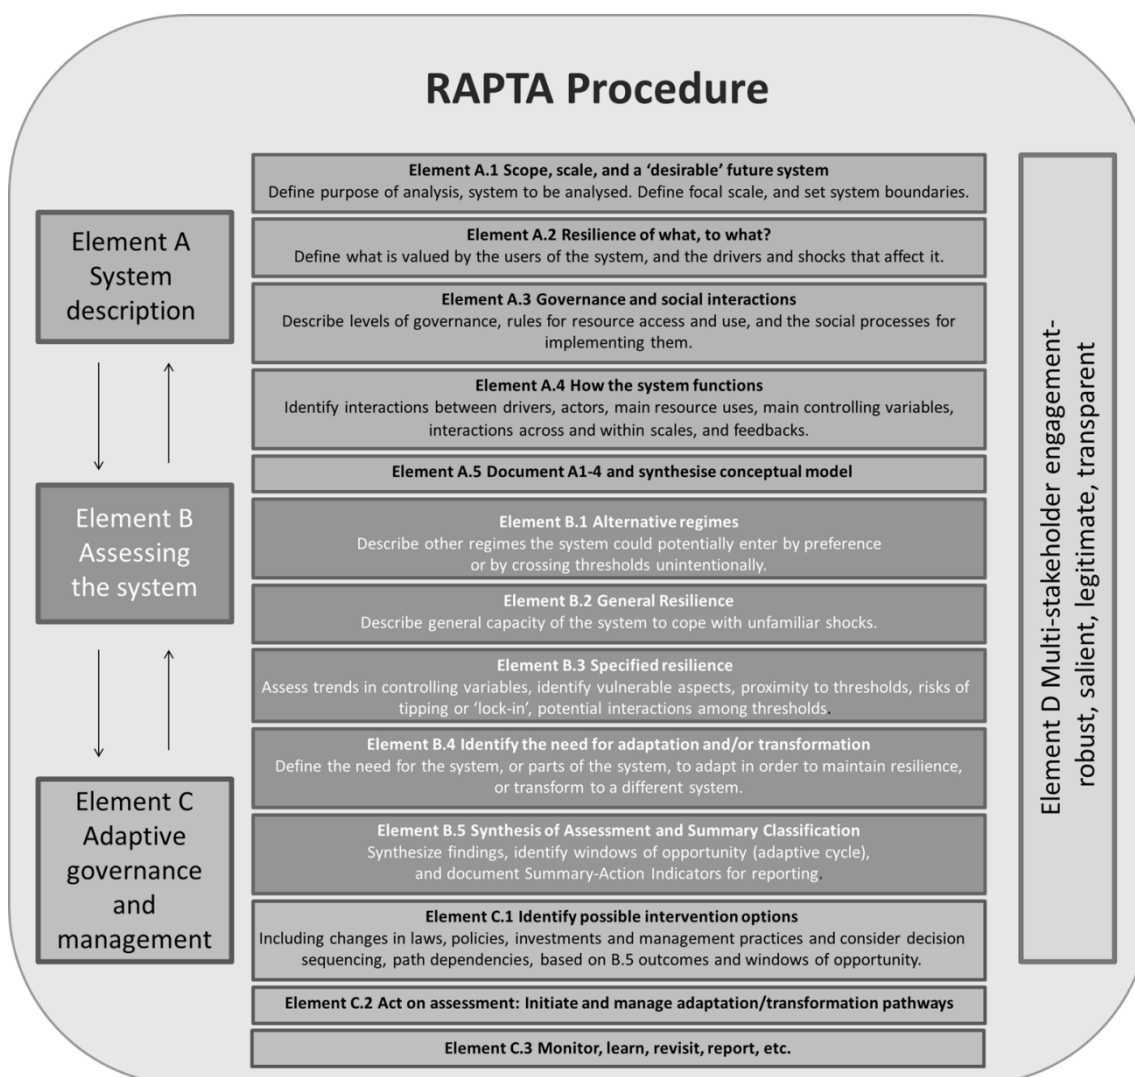 RAPTA Procedure
Element A
System
description
Element B
Assessing
the system
Element C
Adaptive
governance
and
management
Element A.1 Scope, scale, and a ‘desirable’ future system
Define purpose of analysis, system to be analysed. Define focal scale, and set system boundaries.
Element A.2 Resilience of what, to what?
Define what is valued by the users of the system, and the drivers and shocks that affect it.
Element A.3 Governance and social interactions
Describe levels of governance, rules for resource access and use, and the social processes for
implementing them.
Element A.4 How the system functions
Identify interactions between drivers, actors, main resource uses, main controlling variables,
interactions across and within scales, and feedbacks.
Element A.5 Document A1-4 and synthesise conceptual model
Element B.1 Alternative regimes
Describe other regimes the system could potentially enter by preference
or by crossing thresholds unintentionally.
Element B.2 General Resilience
Describe general capacity of the system to cope with unfamiliar shocks.
Element B.3 Specified resilience
Assess trends in controlling variables, identify vulnerable aspects, proximity to thresholds, risks of
tipping or ‘lock-in’, potential interactions among thresholds.
Element B.4 Identify the need for adaptation and/or transformation
Define the need for the system, or parts of the system, to adapt in order to maintain resilience,
or transform to a different system.
Element B.5 Synthesis of Assessment and Summary Classification
Synthesize findings, identify windows of opportunity (adaptive cycle),
and document Summary-Action Indicators for reporting.
Element C.1 Identify possible intervention options
Including changes in laws, policies, investments and management practices and consider decision
sequencing, path dependencies, based on B.5 outcomes and windows of opportunity.
Element C.2 Act on assessment: Initiate and manage adaptation/transformation pathways
Element C.3 Monitor, learn, revisit, report, etc.
Element D Multi-stakeholder engagement-
robust, salient, legitimate, transparent